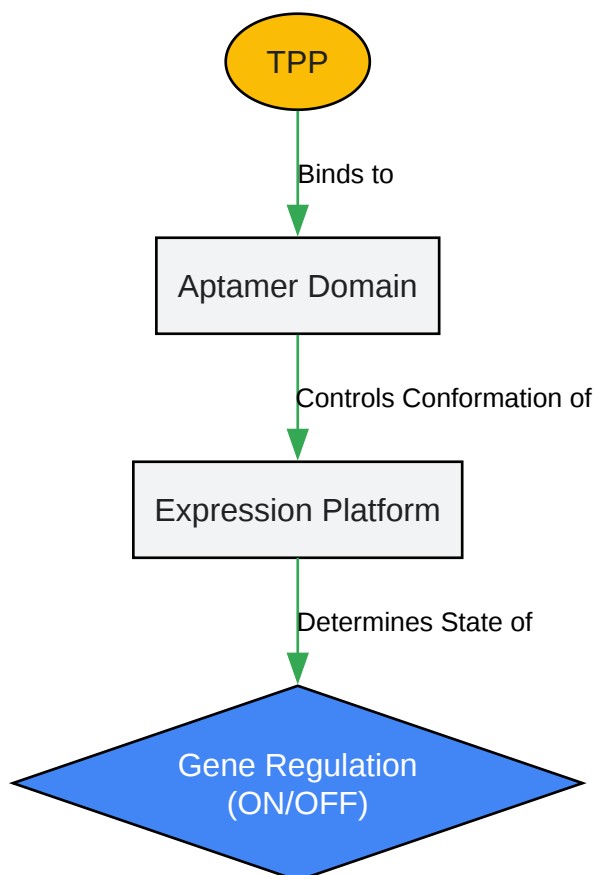 TPP
Binds to
Aptamer Domain
Controls Conformation of
Expression Platform
Determines State of
Gene Regulation
(ON/OFF)